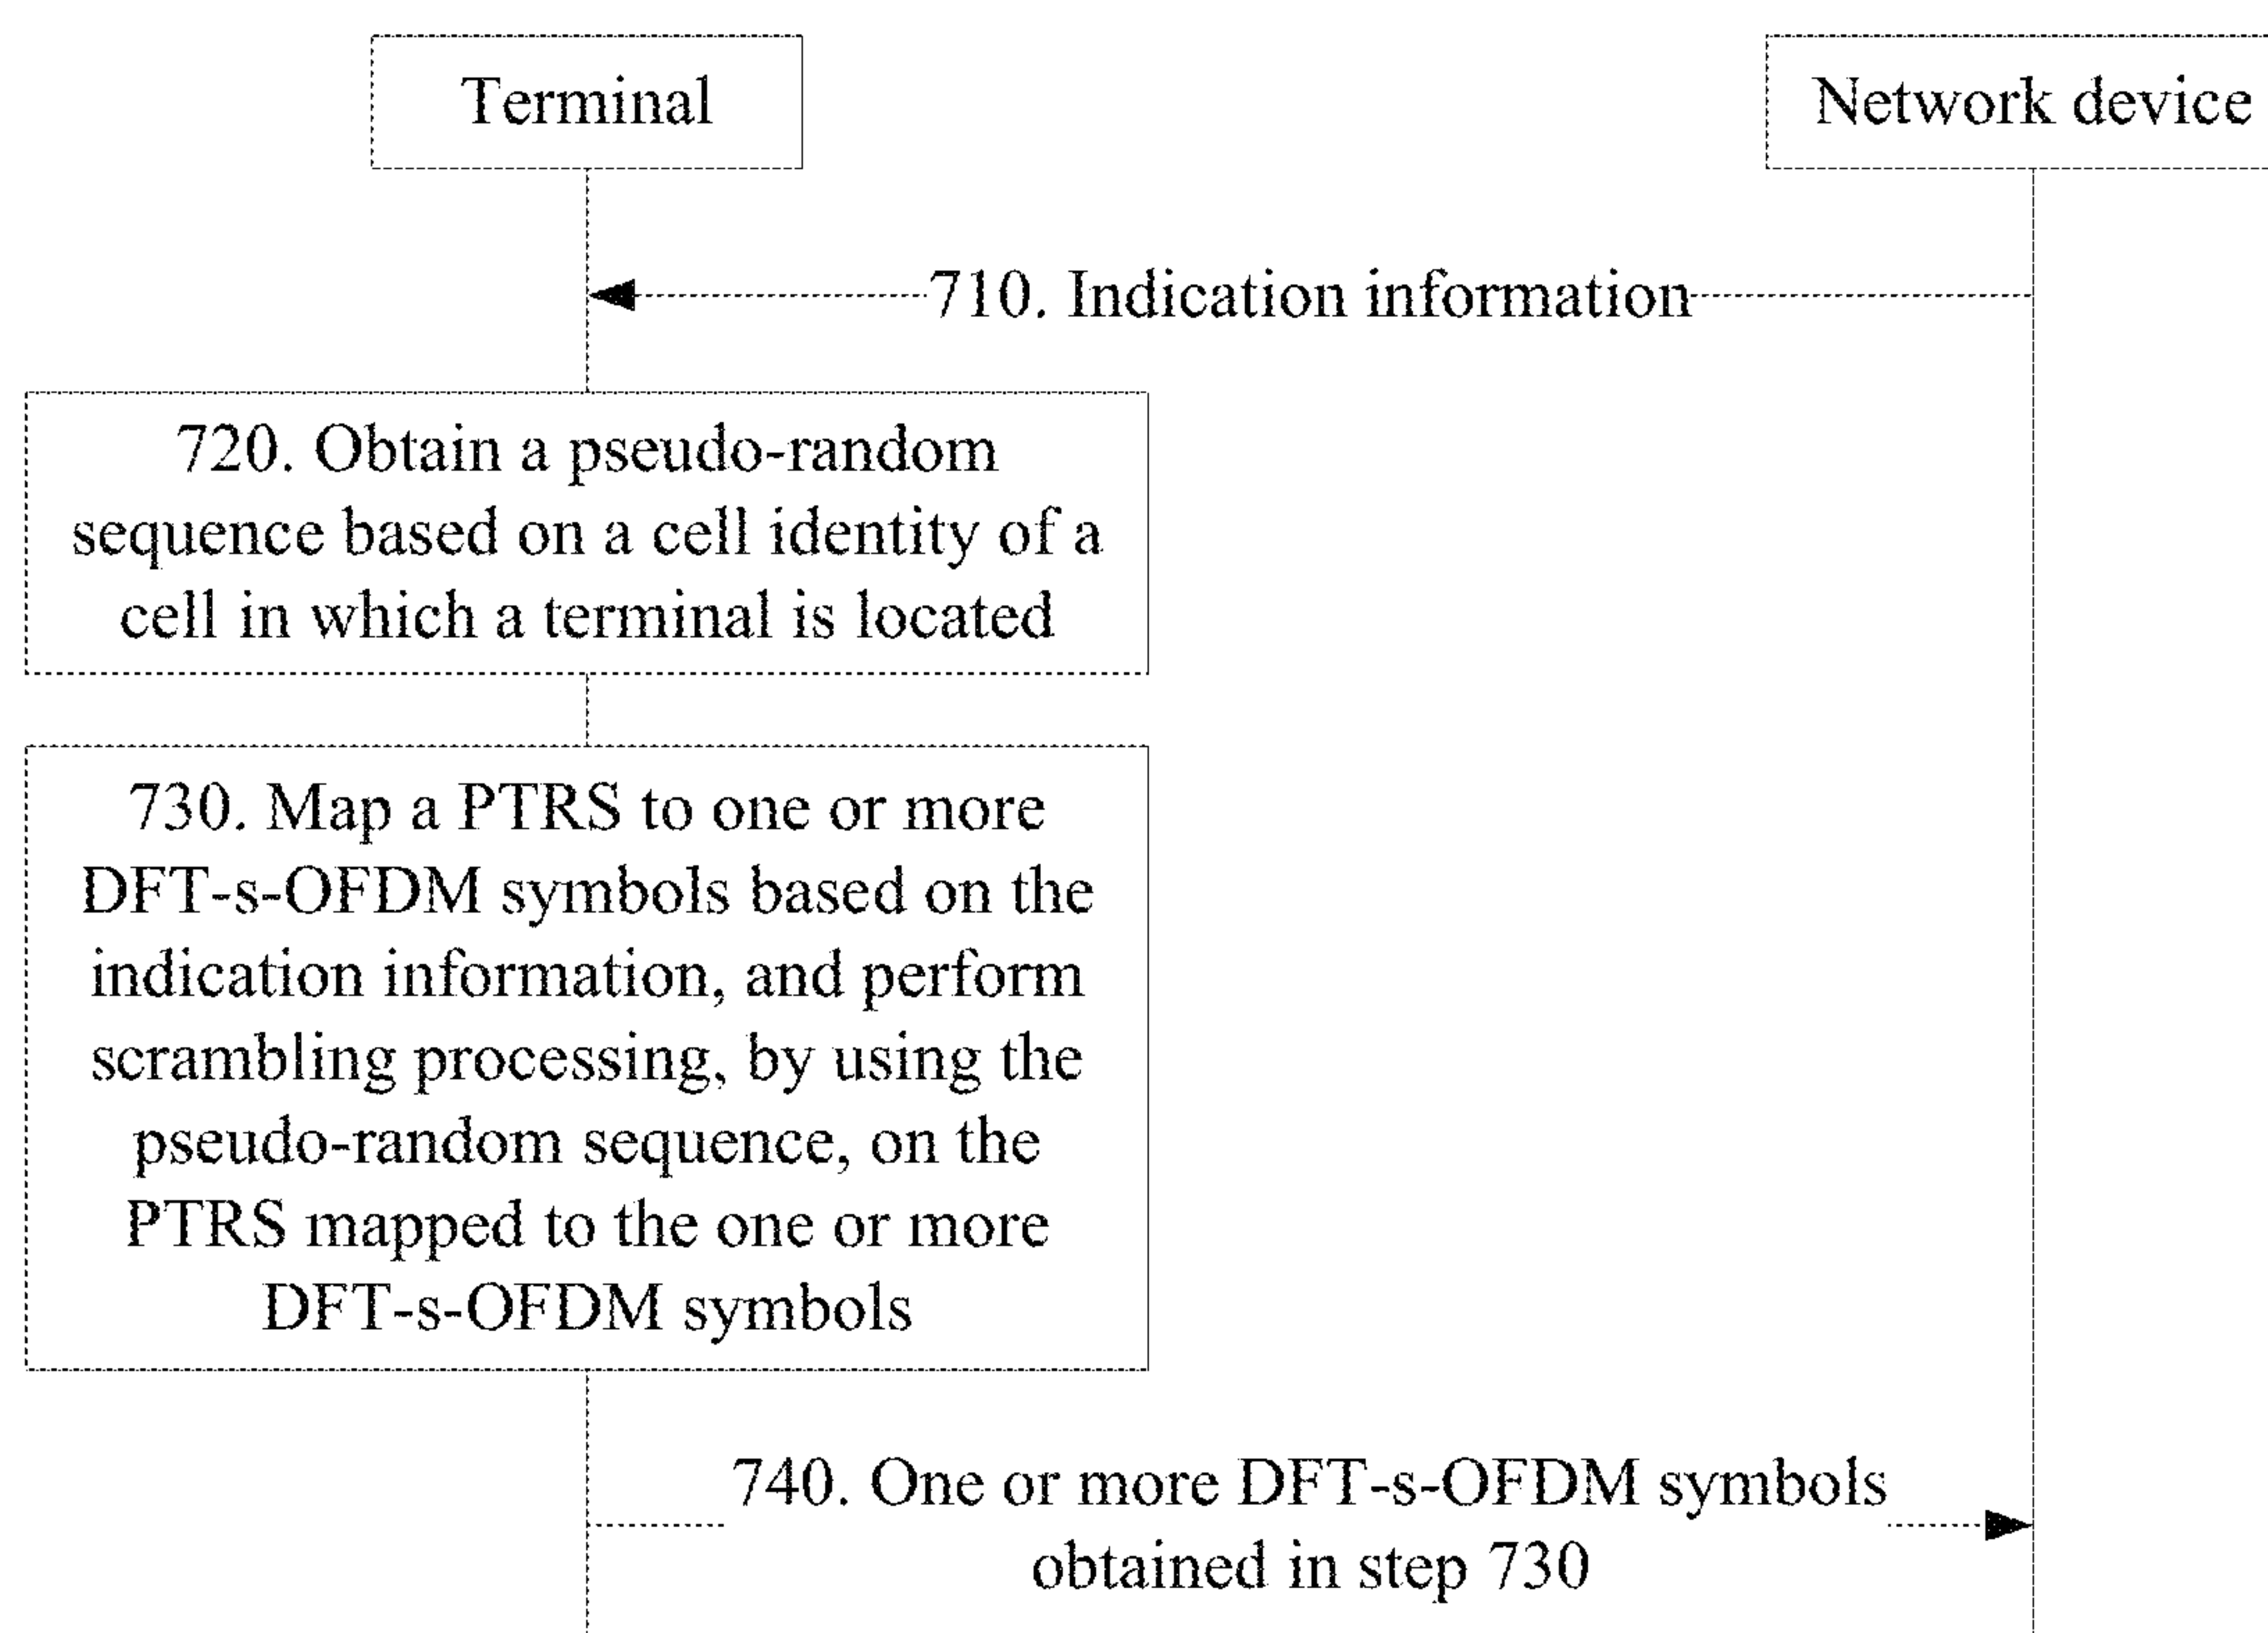 Terminal
Network device
710. Indication information
720. Obtain a pseudo-random
sequence based on a cell identity of a
cell in which a terminal is located
730. Map a PTRS to one or more
DFT-s-OFDM symbols based on the
indication information, and perform
scrambling processing, by using the
pseudo-random sequence, on the
PTRS mapped to the one or more
DFT-s-OFDM symbols
740. One or more DFT-s-OFDM symbols
obtained in step 730